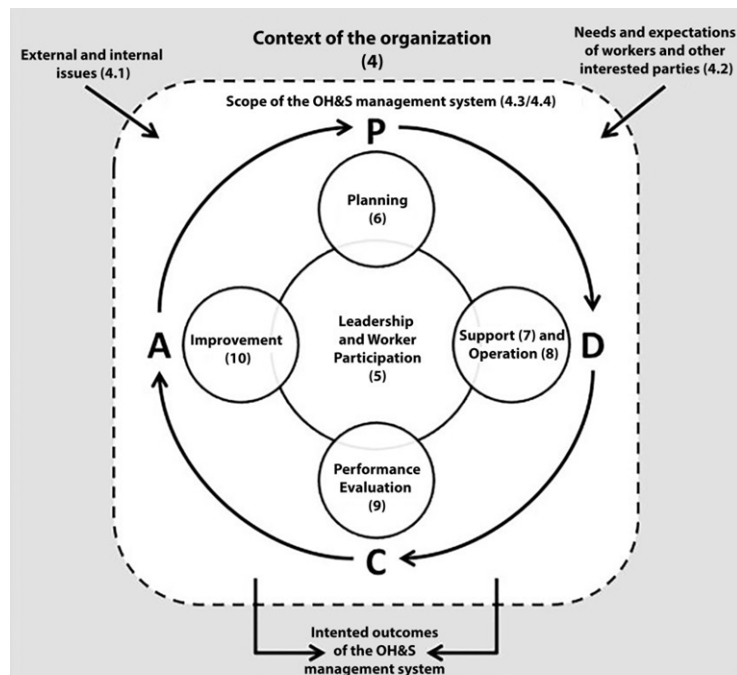 Context of the organization
(4)
External and internal
issues (4.1)
Needs and expectations
of workers and other
interested parties (4.2)
Scope of the OH&S management system (4.3/4.4)
P
Planning
(6)
A
Improvement
(10)
Leadership
and Worker
Participation
(5)
Support (7) and
Operation (8)
D
Performance
Evaluation
(9)
C
Intented outcomes
of the OH&S
management system